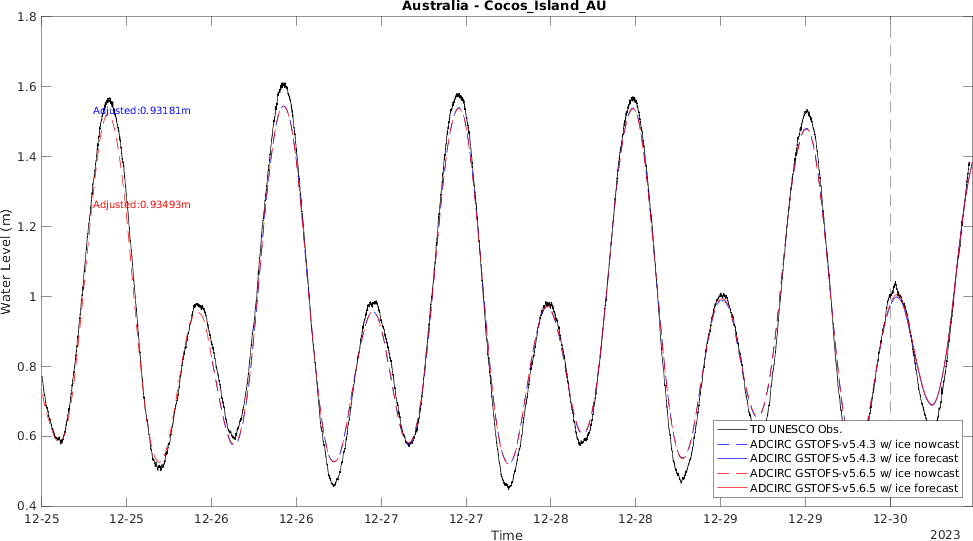 Australia - Cocos_Island_AU
1.8
1.6
1.4
1.2
1
0.8
0.6
0.4
Water Level (m)
Adjusted:0.93181m
Adjusted:0.93493m
TD UNESCO Obs.
ADCIRC GSTOFS-v5.4.3 w/ ice nowcast
ADCIRC GSTOFS-v5.4.3 w/ ice forecast
ADCIRC GSTOFS-v5.6.5 w/ ice nowcast
ADCIRC GSTOFS-v5.6.5 w/ ice forecast
12-25 12-25 12-26 12-26 12-27 12-27 12-28 12-28 12-29 12-29 12-30
Time
2023